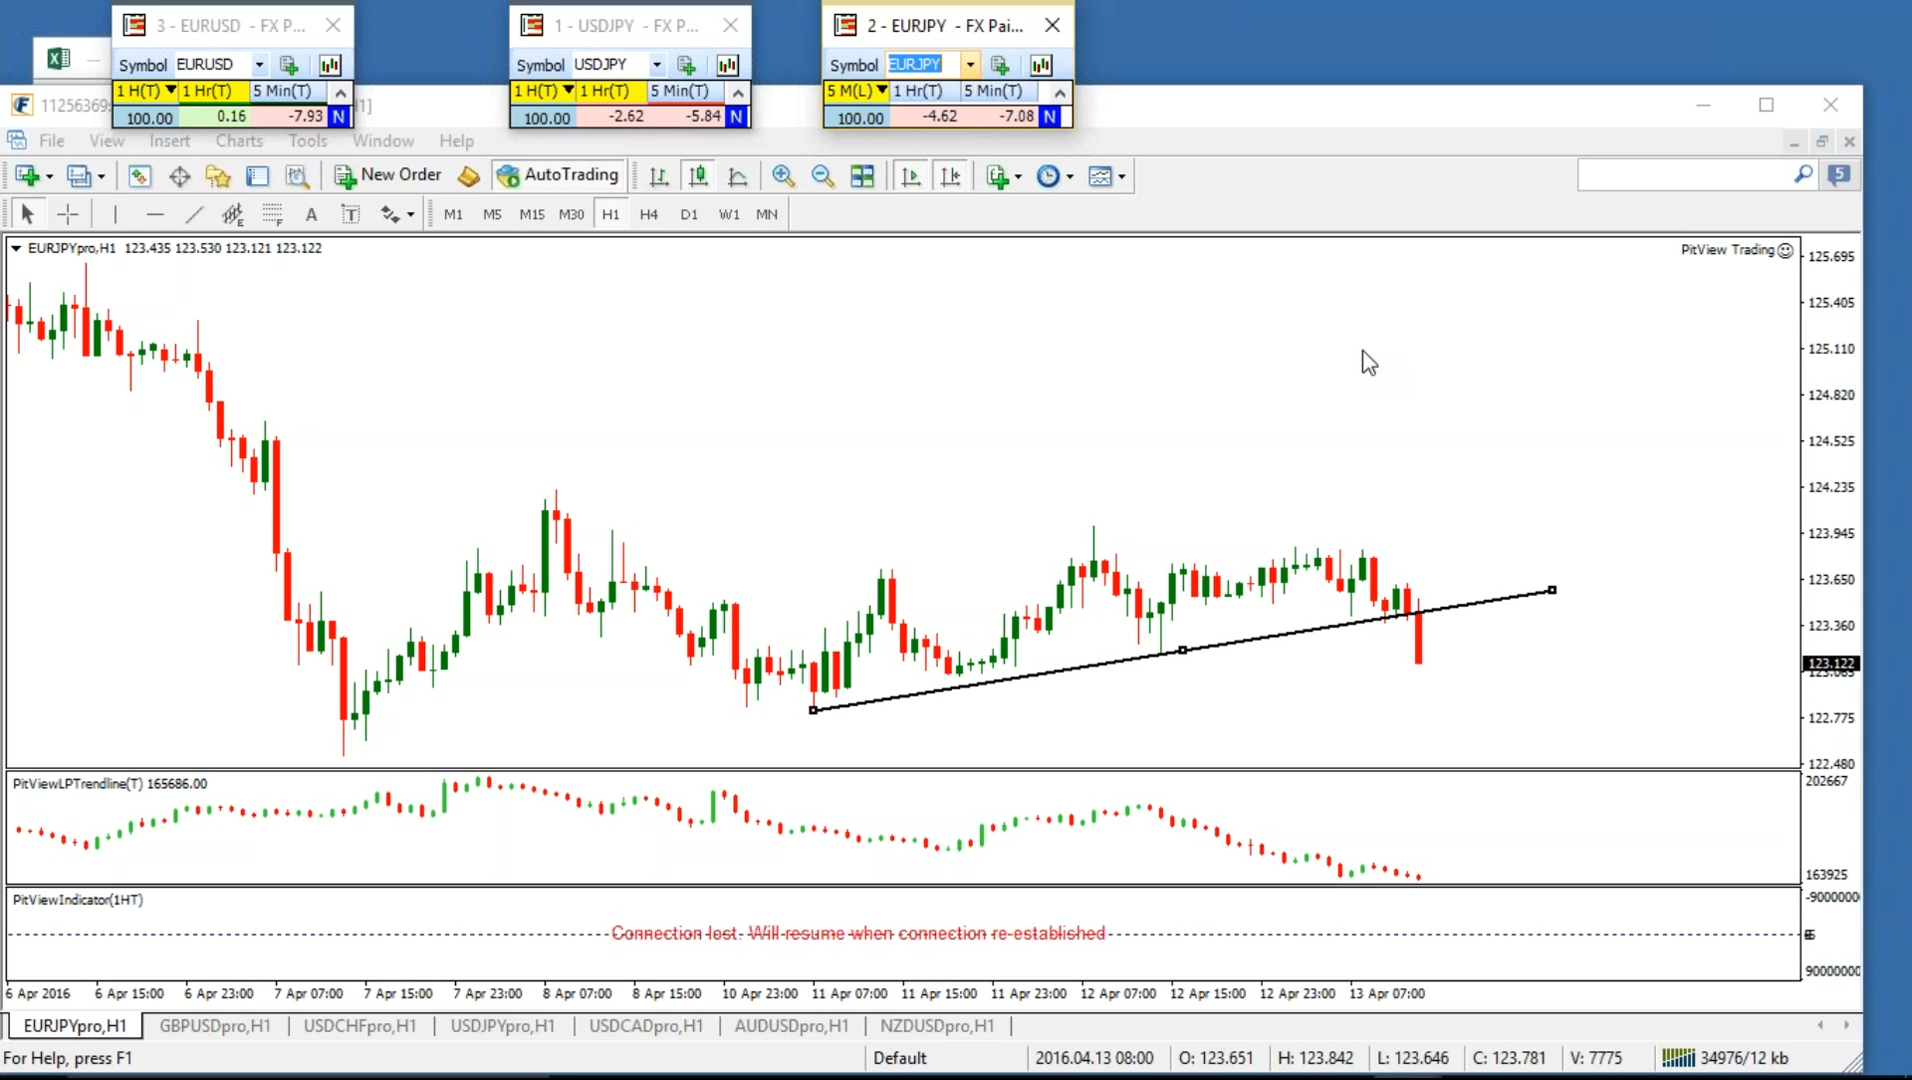 3 - EURUSD - FX P...
1 - USDJPY - FX P...
2 - EURJPY - FX Pai...
Symbol EURUSD
Symbol USDJPY
Symbol EURJPY
1 H(T) 1 Hr(T) 5 Min(T)
1 H(T) 1 Hr(T) 5 Min(T)
5 M(L) 1 Hr(T) 5 Min(T)
100.00 0.16 -7.93 N
100.00 -2.62 -5.84 N
100.00 -4.62 -7.08 N
11256369
File View Insert Charts Tools Window Help
New Order AutoTrading
5
M1 M5 M15 M30 H1 H4 D1 W1 MN
EURJPYpro,H1 123.435 123.530 123.121 123.122
PitView Trading
125.695
125.405
125.110
124.820
124.525
124.235
123.945
123.650
123.360
123.122
123.065
122.775
122.480
PitViewLPTrendline(T) 165686.00
202667
163925
PitViewIndicator(1HT)
-9000000
Connection lost. Will resume when connection re-established
90000000
6 Apr 2016 6 Apr 15:00 6 Apr 23:00 7 Apr 07:00 7 Apr 15:00 7 Apr 23:00 8 Apr 07:00 8 Apr 15:00 10 Apr 23:00 11 Apr 07:00 11 Apr 15:00 11 Apr 23:00 12 Apr 07:00 12 Apr 15:00 12 Apr 23:00 13 Apr 07:00
EURJPYpro,H1 GBPUSDpro,H1 USDCHFpro,H1 USDJPYpro,H1 USDCADpro,H1 AUDUSDpro,H1 NZDUSDpro,H1
For Help, press F1 Default 2016.04.13 08:00 O: 123.651 H: 123.842 L: 123.646 C: 123.781 V: 7775 34976/12 kb